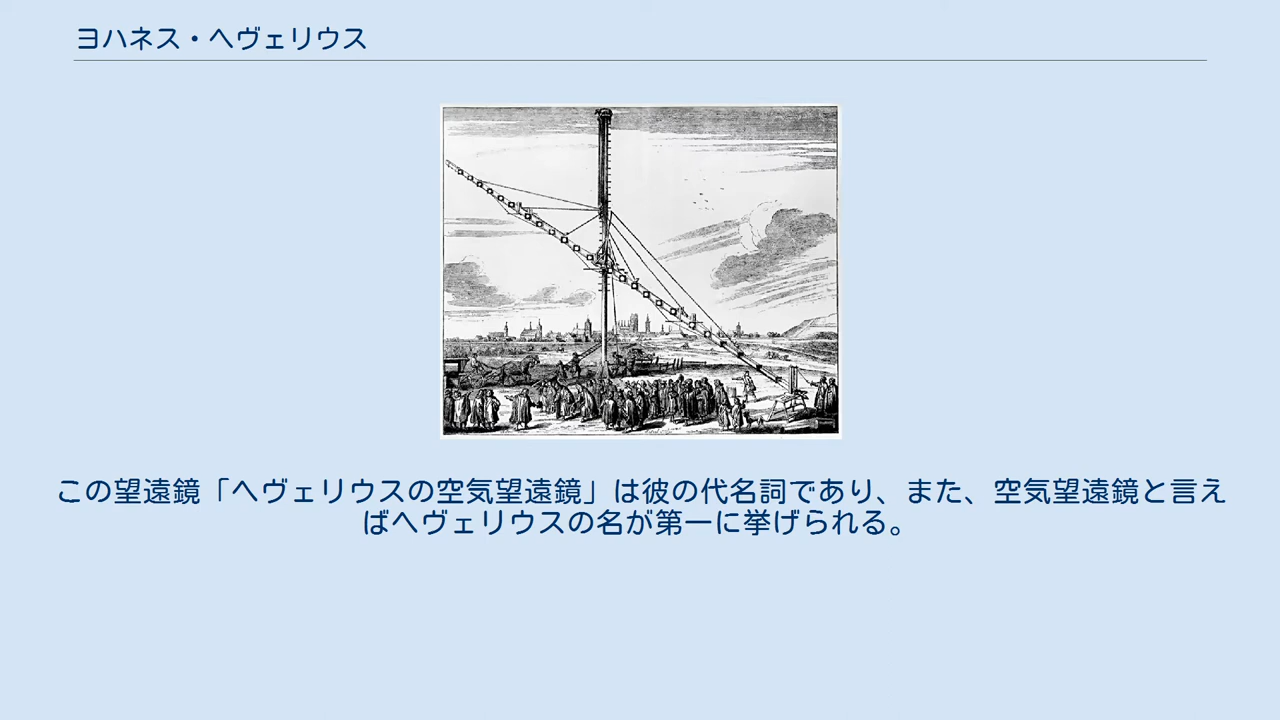 ヨハネス・ヘヴェリウス
この望遠鏡「ヘヴェリウスの空気望遠鏡」は彼の代名詞であり、また、空気望遠鏡と言え
ばヘヴェリウスの名が第一に挙げられる。